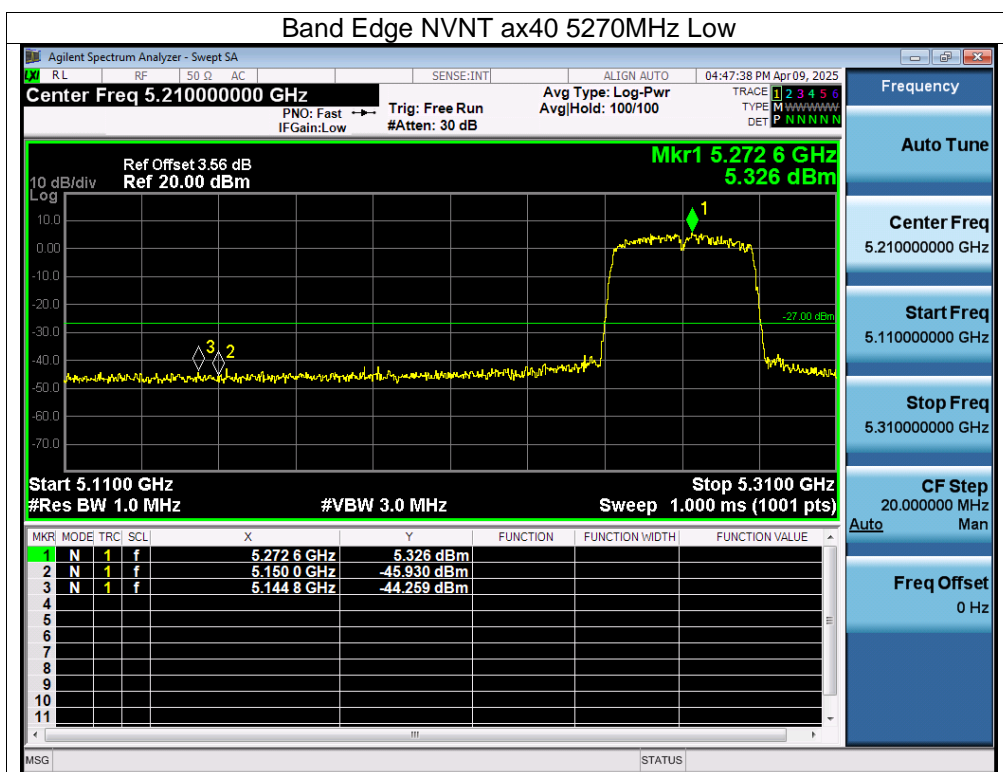 Band Edge NVNT ax40 5270MHz Low
Agilent Spectrum Analyzer - Swept SA
LXI RL RF 50 Ω AC SENSE:INT ALIGN AUTO 04:47:38 PM Apr 09, 2025
Center Freq 5.210000000 GHz
PNO: Fast
IFGain:Low
Trig: Free Run
#Atten: 30 dB
Avg Type: Log-Pwr
Avg|Hold: 100/100
TRACE 1 2 3 4 5 6
TYPE M WWWWW
DET P N N N N N
Frequency
Auto Tune
Center Freq
5.210000000 GHz
Start Freq
5.110000000 GHz
Stop Freq
5.310000000 GHz
CF Step
20.000000 MHz
Auto Man
Freq Offset
0 Hz
Mkr1 5.272 6 GHz
5.326 dBm
Ref Offset 3.56 dB
10 dB/div Ref 20.00 dBm
Log
10.0
0.00
-10.0
-20.0
-30.0
-40.0
-50.0
-60.0
-70.0
1
-27.00 dBm
3 2
Start 5.1100 GHz Stop 5.3100 GHz
#Res BW 1.0 MHz #VBW 3.0 MHz Sweep 1.000 ms (1001 pts)
MKR MODE TRC SCL X Y FUNCTION FUNCTION WIDTH FUNCTION VALUE
1 N 1 f 5.272 6 GHz 5.326 dBm
2 N 1 f 5.150 0 GHz -45.930 dBm
3 N 1 f 5.144 8 GHz -44.259 dBm
4
5
6
7
8
9
10
11
MSG STATUS